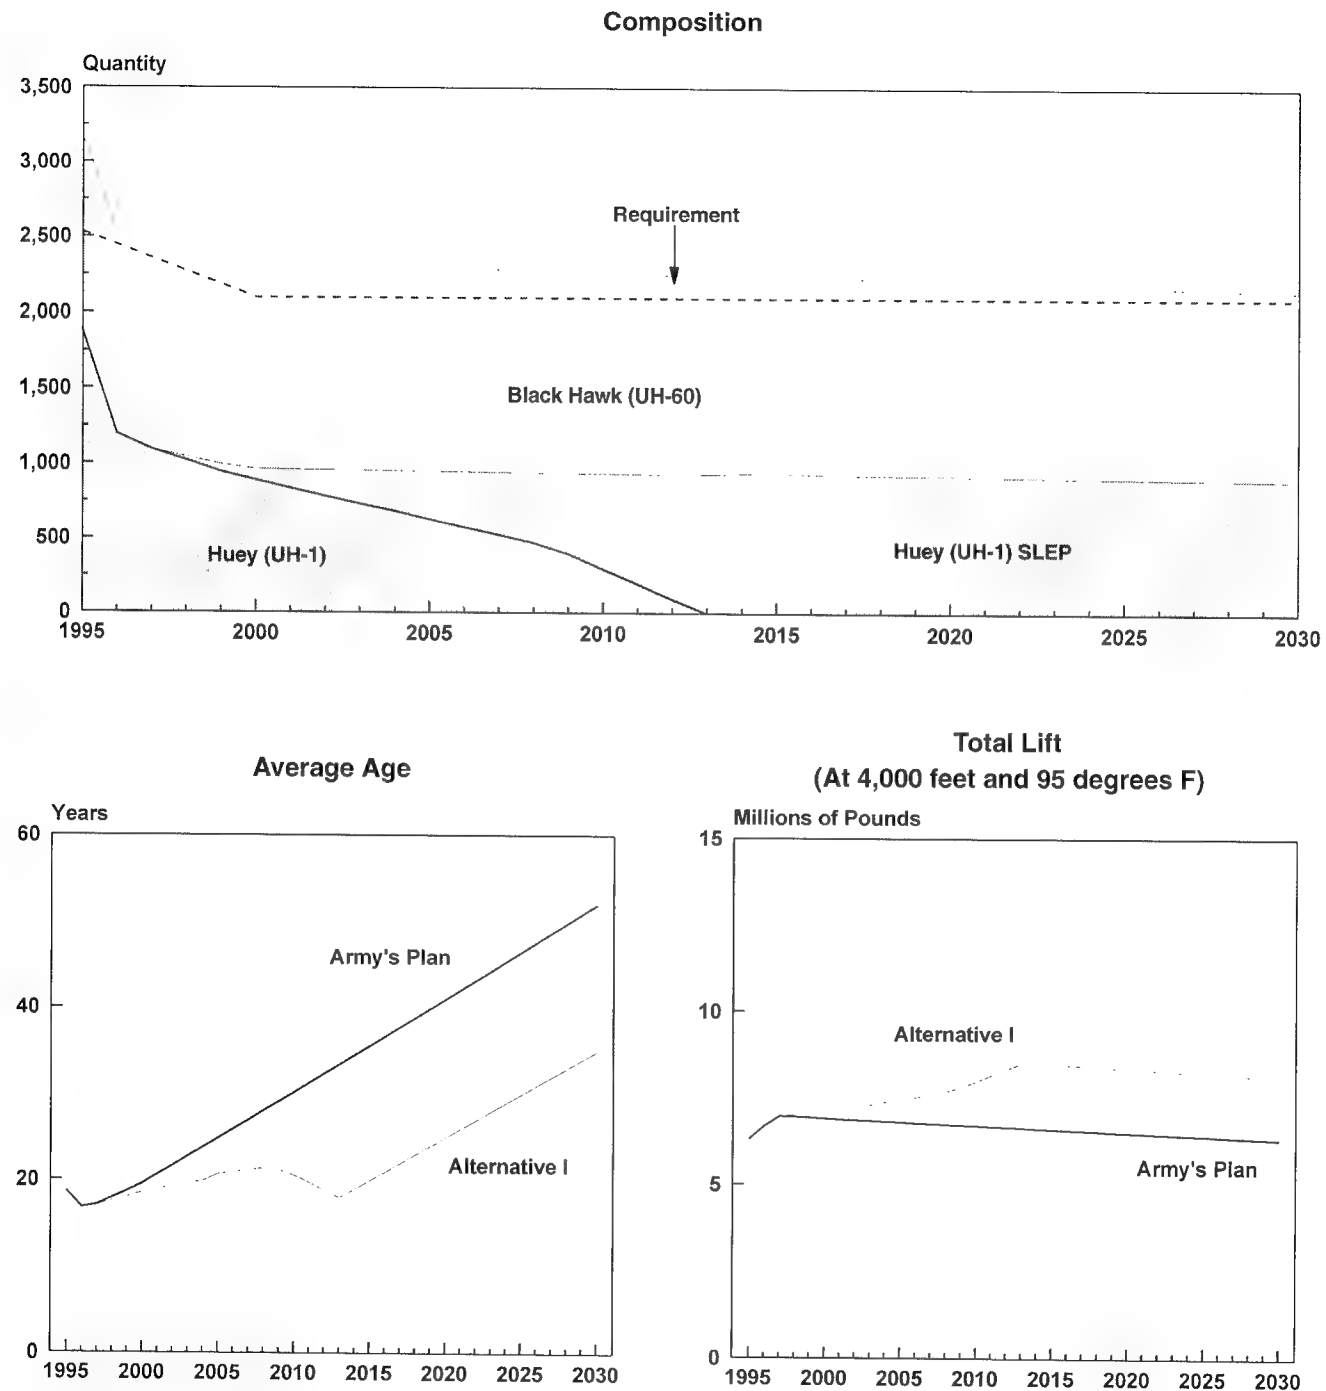 Composition
Quantity
3,500
3,000
2,500
2,000
1,500
1,000
500
0
Requirement
Black Hawk (UH-60)
Huey (UH-1)
Huey (UH-1) SLEP
1995 2000 2005 2010 2015 2020 2025 2030
Average Age
Years
60
40
20
0
Army's Plan
Alternative I
1995 2000 2005 2010 2015 2020 2025 2030
Total Lift
(At 4,000 feet and 95 degrees F)
Millions of Pounds
15
10
5
0
Alternative I
Army's Plan
1995 2000 2005 2010 2015 2020 2025 2030